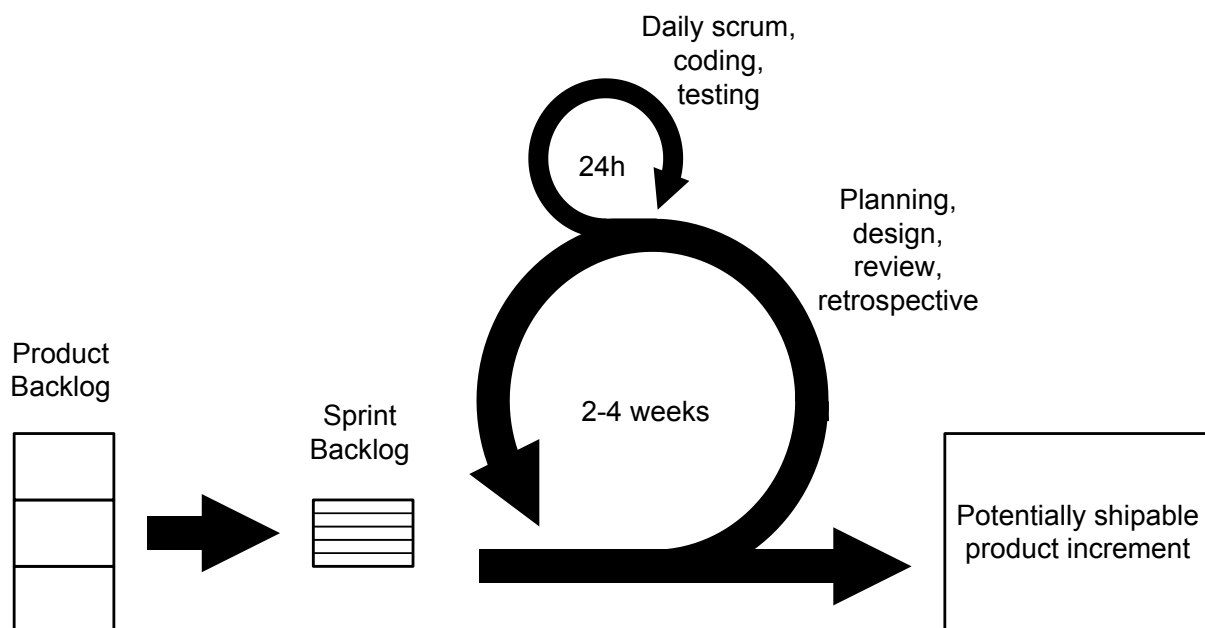 Daily scrum,
coding,
testing
24h
Planning,
design,
review,
retrospective
Product
Backlog
2-4 weeks
Sprint
Backlog
Potentially shipable
product increment